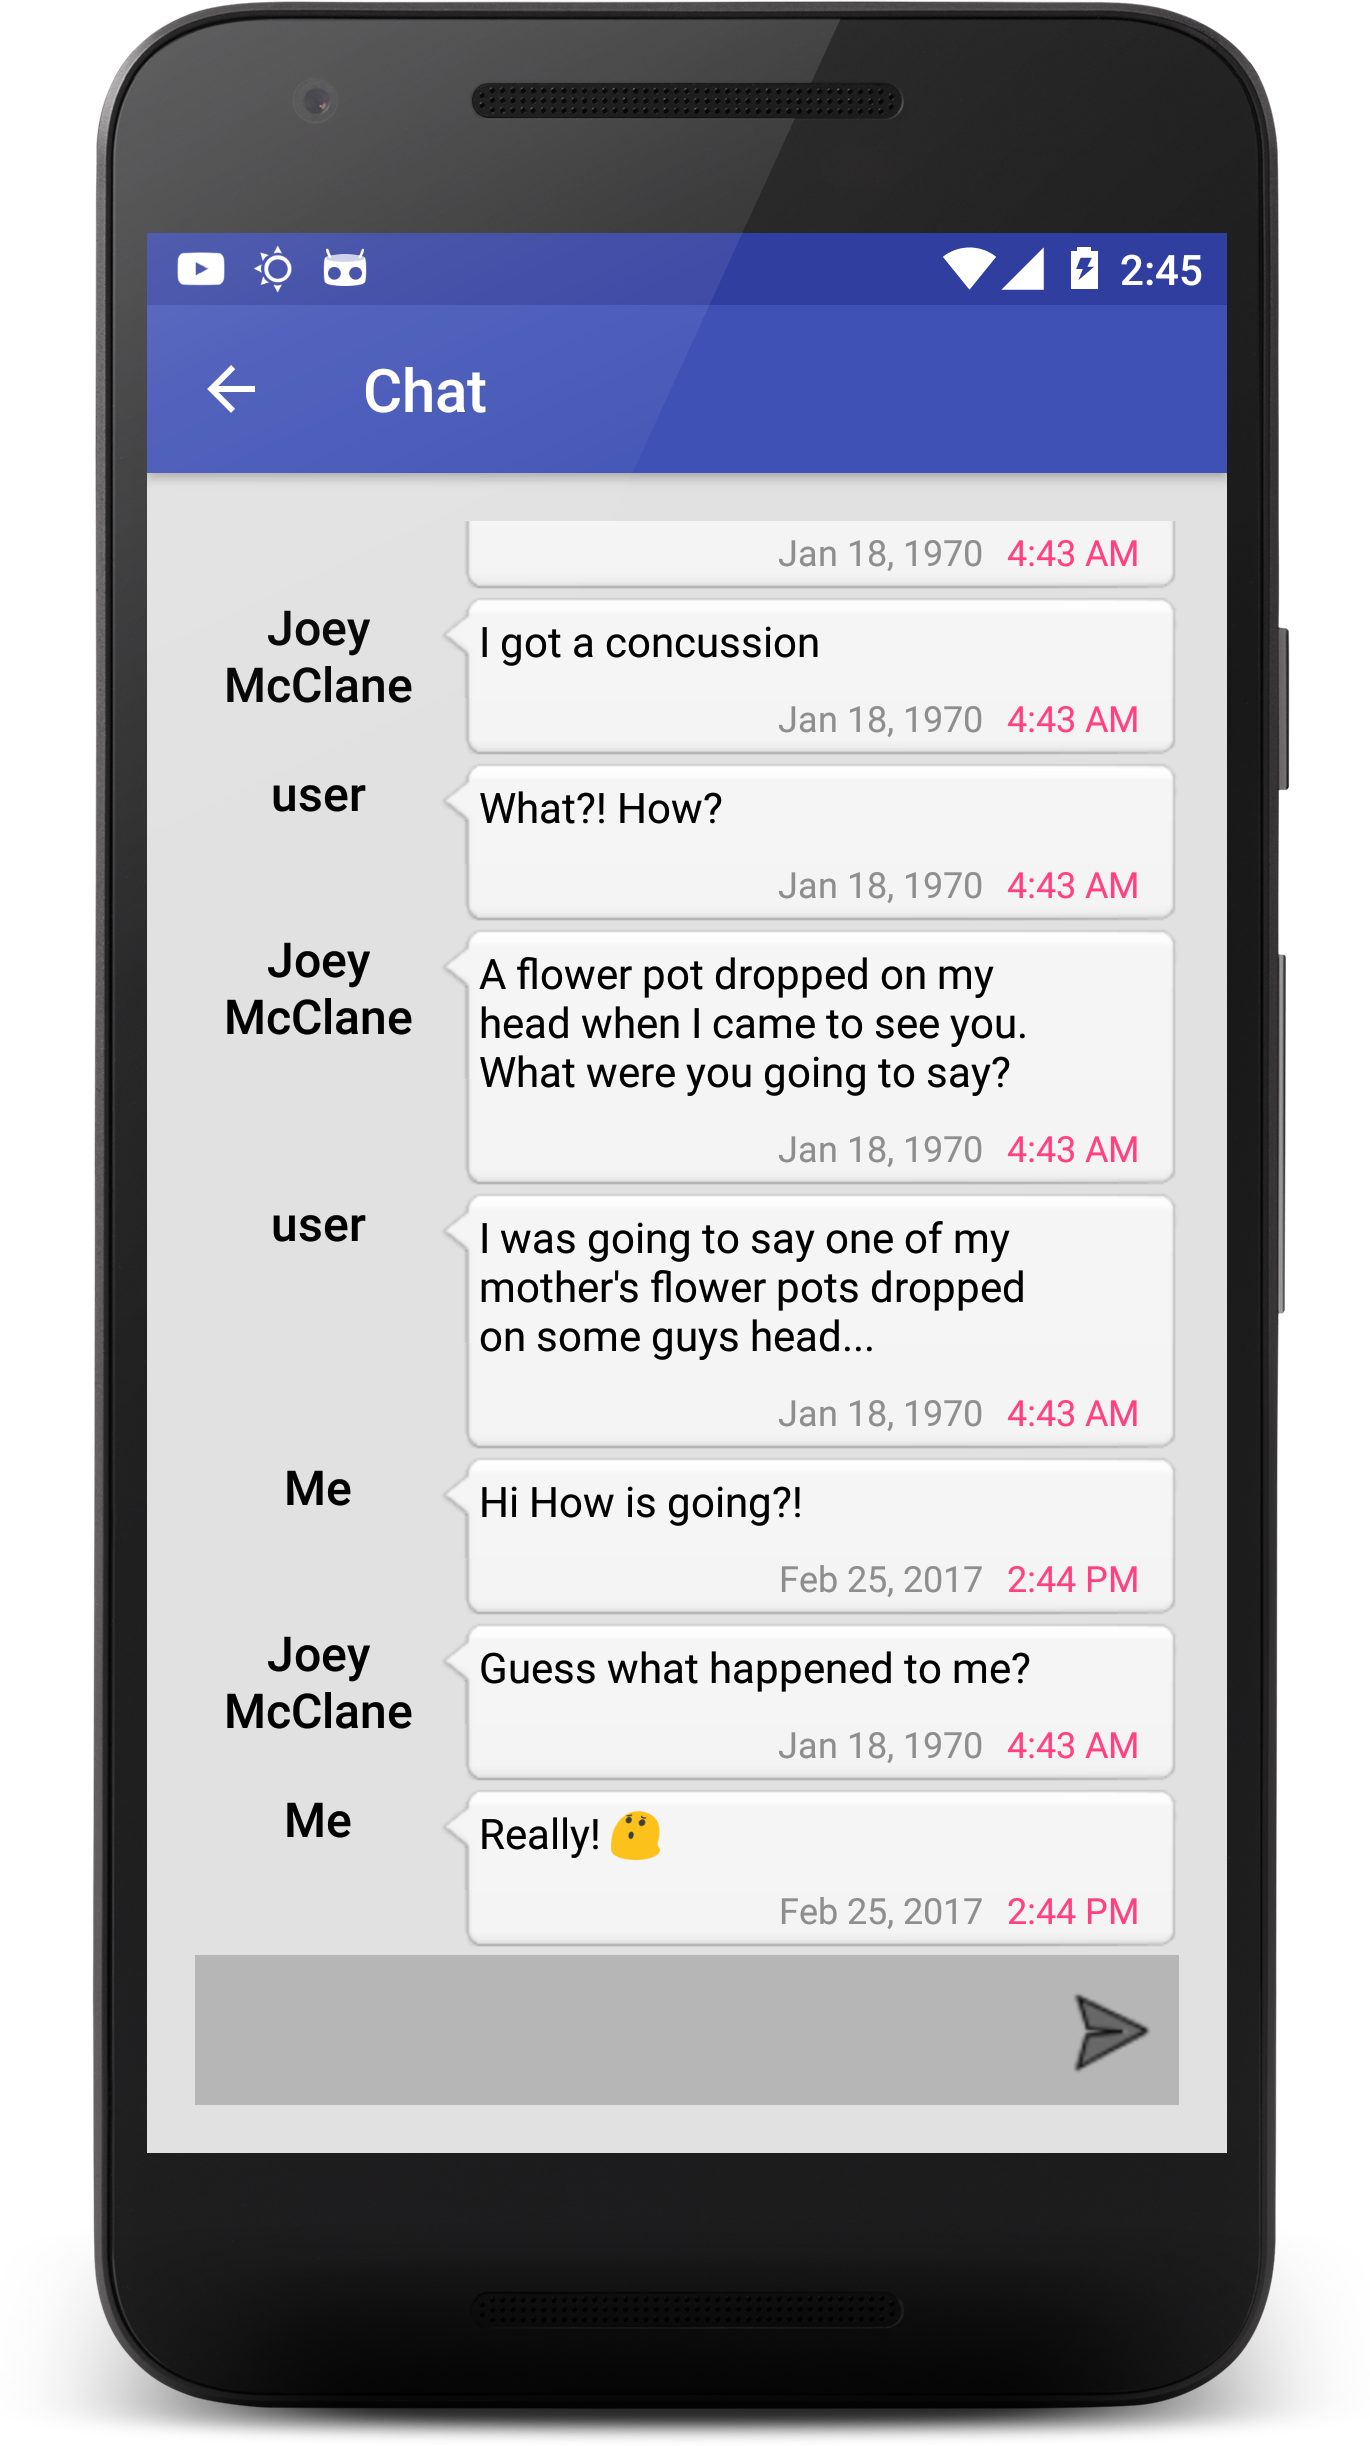 2:45
Chat
Jan 18, 1970 4:43 AM
Joey
McClane
I got a concussion
Jan 18, 1970 4:43 AM
user
What?! How?
Jan 18, 1970 4:43 AM
Joey
McClane
A flower pot dropped on my
head when I came to see you.
What were you going to say?
Jan 18, 1970 4:43 AM
user
I was going to say one of my
mother's flower pots dropped
on some guys head...
Jan 18, 1970 4:43 AM
Me
Hi How is going?!
Feb 25, 2017 2:44 PM
Joey
McClane
Guess what happened to me?
Jan 18, 1970 4:43 AM
Me
Really! 🤔
Feb 25, 2017 2:44 PM